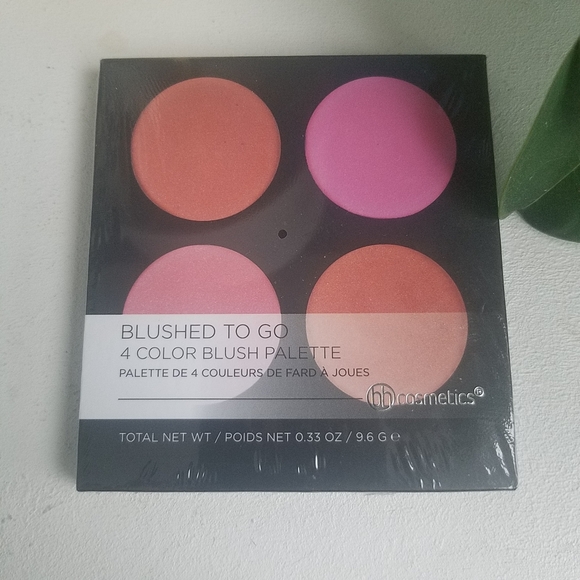 BLUSHED TO GO
4 COLOR BLUSH PALETTE
PALETTE DE 4 COULEURS DE FARD À JOUES
bh cosmetics®
TOTAL NET WT / POIDS NET 0.33 OZ / 9.6 G ℮